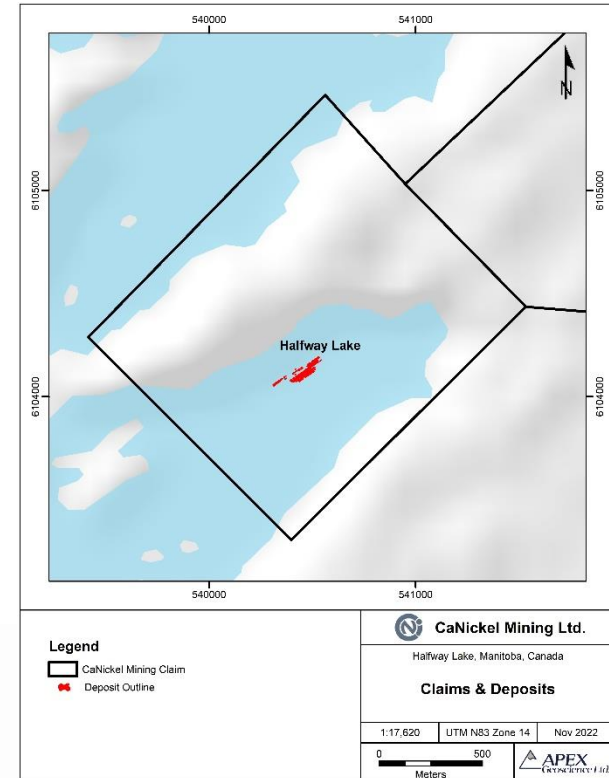 540000 541000
N
6105000 6105000
Halfway Lake
6104000 6104000
540000 541000
Legend
CaNickel Mining Claim
Deposit Outline
CaNickel Mining Ltd.
Halfway Lake, Manitoba, Canada
Claims & Deposits
1:17,620 UTM N83 Zone 14 Nov 2022
0 500
Meters
APEX
Geoscience Ltd.